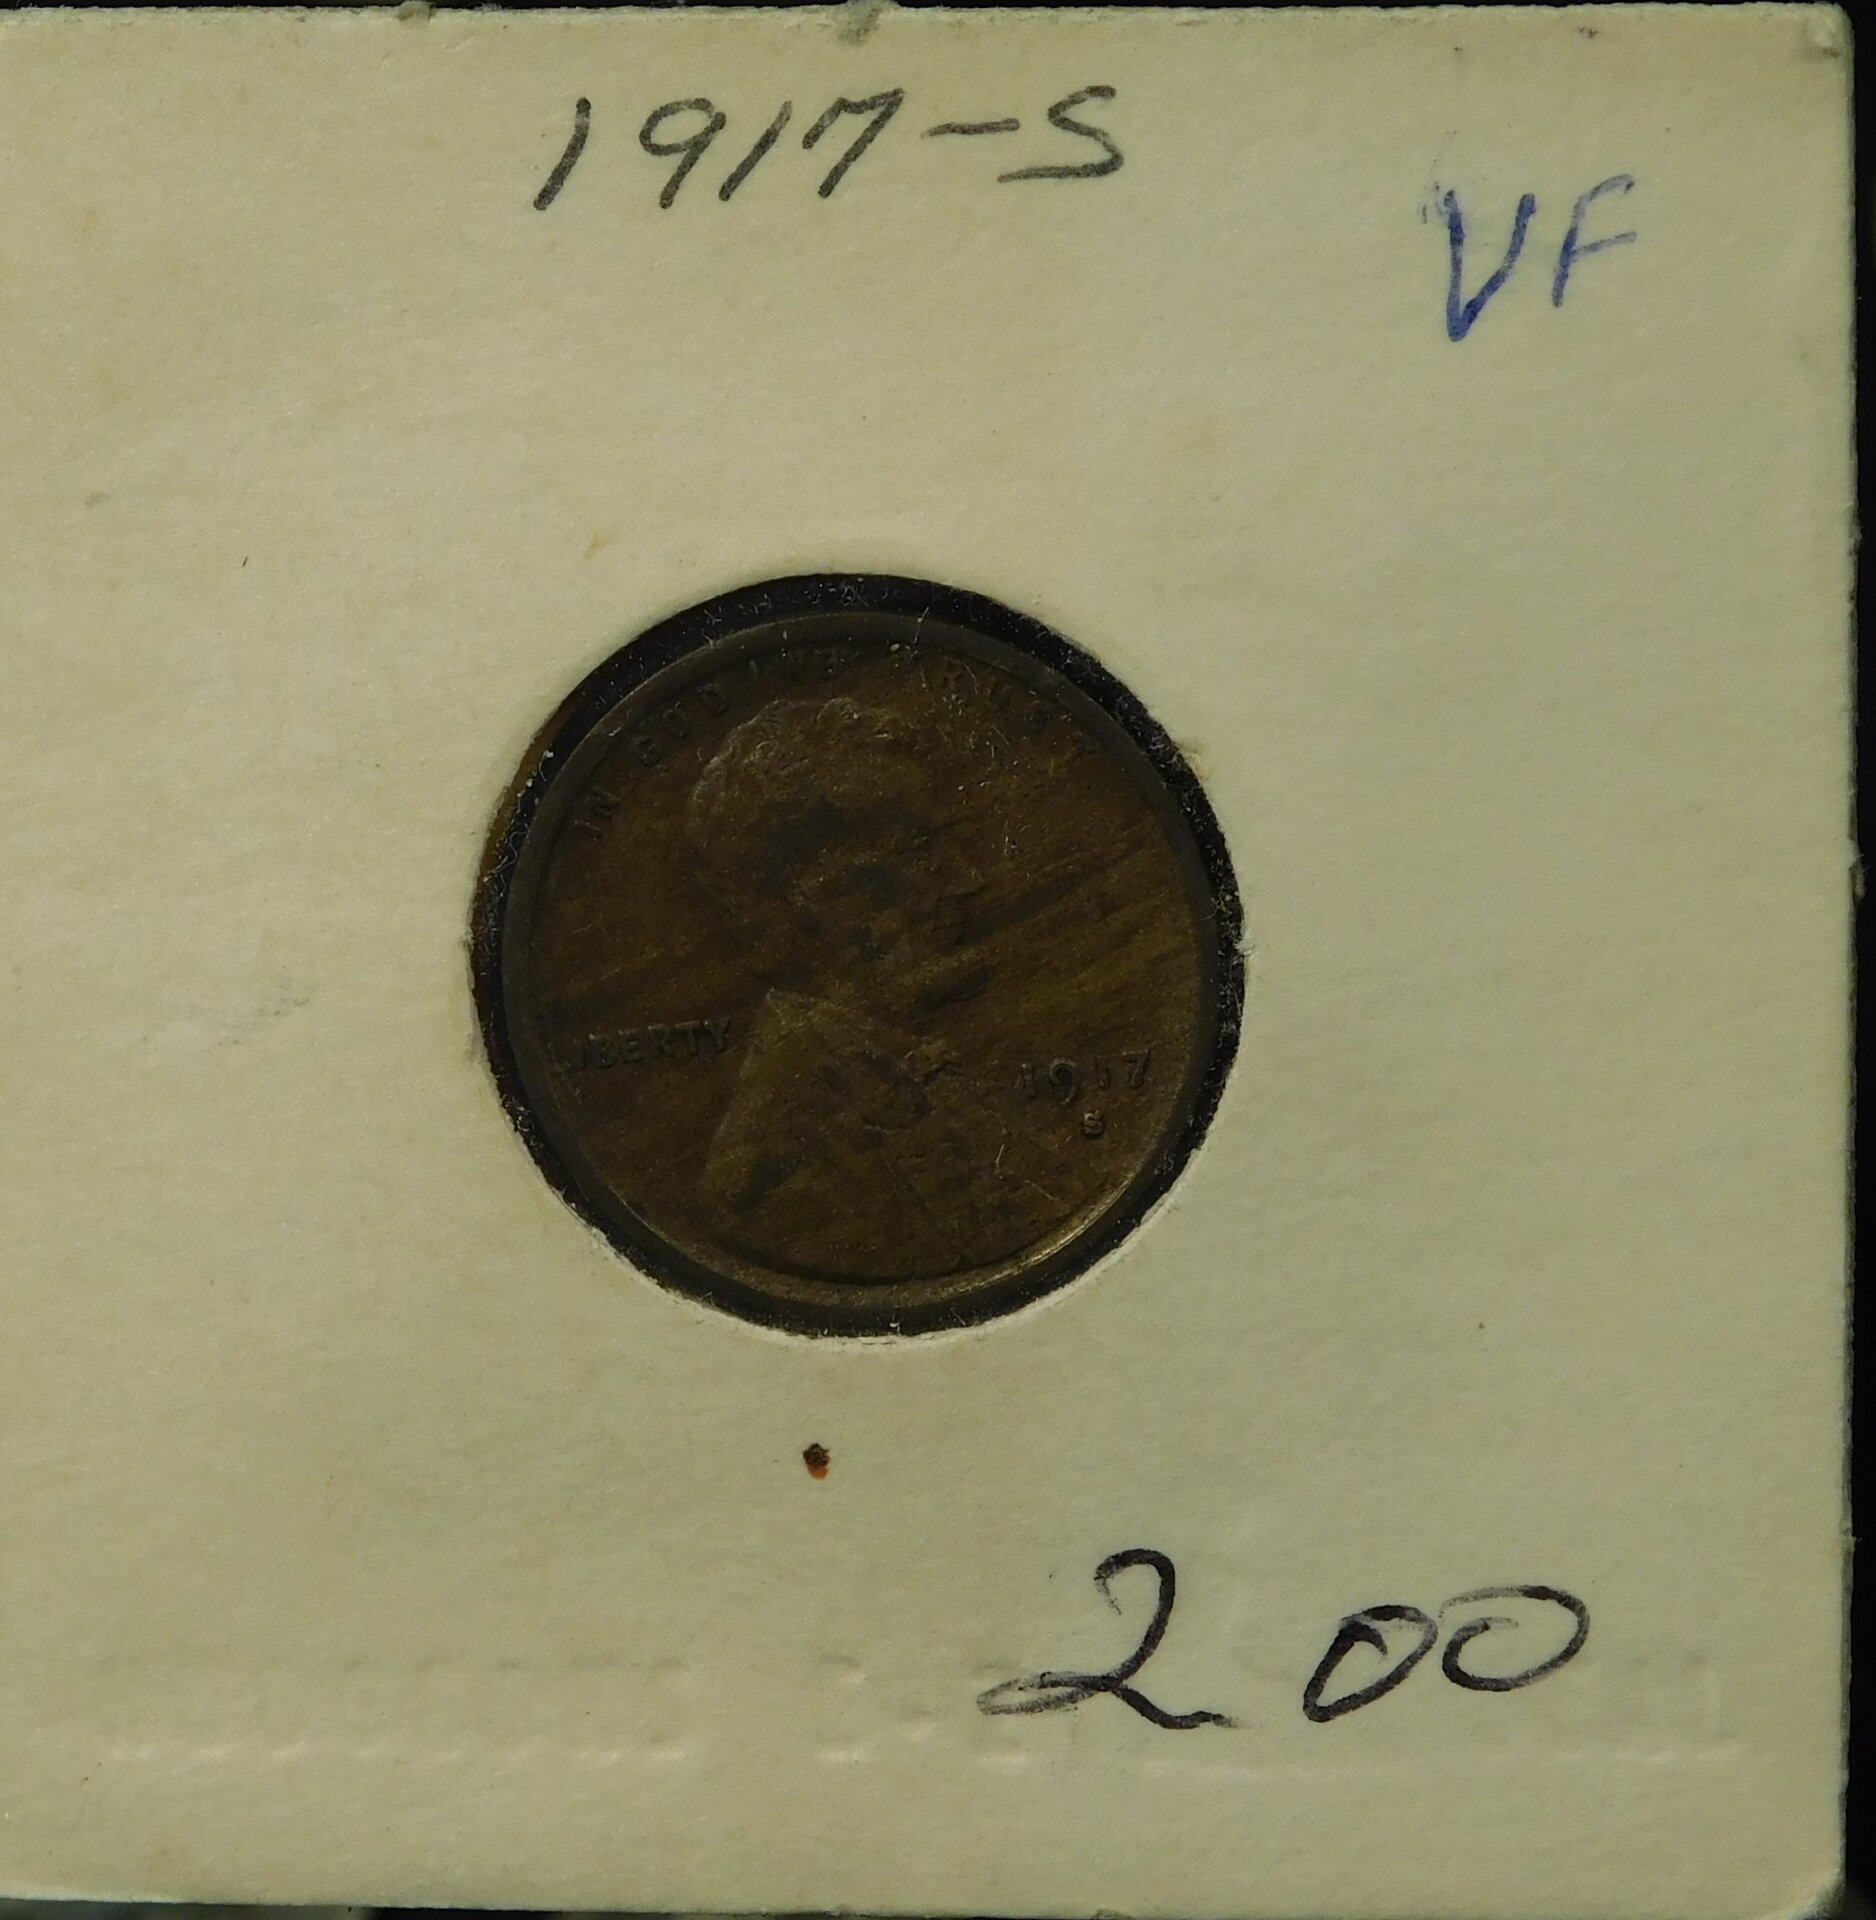 1917-S
VF
IN GOD WE TRUST
LIBERTY
1917
S
2 00